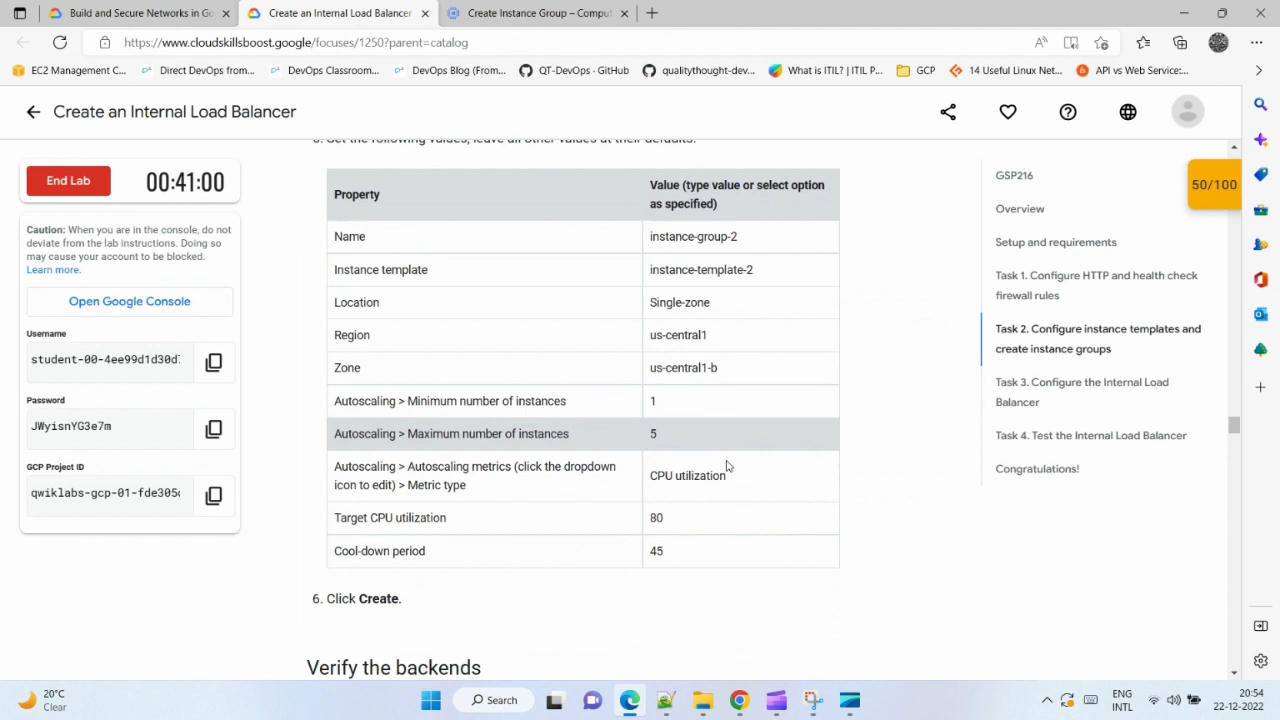 Build and Secure Networks in Go
Create an Internal Load Balancer
Create Instance Group – Comput
https://www.cloudskillsboost.google/focuses/1250?parent=catalog
EC2 Management C...
Direct DevOps from...
DevOps Classroom...
DevOps Blog (From...
QT-DevOps · GitHub
qualitythought-dev...
What is ITIL? | ITIL P...
GCP
14 Useful Linux Net...
API vs Web Service:...
Create an Internal Load Balancer
End Lab
00:41:00
Caution: When you are in the console, do not
deviate from the lab instructions. Doing so
may cause your account to be blocked.
Learn more.
Open Google Console
Username
student-00-4ee99d1d30d
Password
JWyisnYG3e7m
GCP Project ID
qwiklabs-gcp-01-fde305
5. Set the following values, leave all other values at their defaults:
Property
Value (type value or select option
as specified)
Name
instance-group-2
Instance template
instance-template-2
Location
Single-zone
Region
us-central1
Zone
us-central1-b
Autoscaling > Minimum number of instances
1
Autoscaling > Maximum number of instances
5
Autoscaling > Autoscaling metrics (click the dropdown
icon to edit) > Metric type
CPU utilization
Target CPU utilization
80
Cool-down period
45
6. Click Create.
Verify the backends
50/100
GSP216
Overview
Setup and requirements
Task 1. Configure HTTP and health check
firewall rules
Task 2. Configure instance templates and
create instance groups
Task 3. Configure the Internal Load
Balancer
Task 4. Test the Internal Load Balancer
Congratulations!
20°C
Clear
Search
ENG
INTL
20:54
22-12-2022